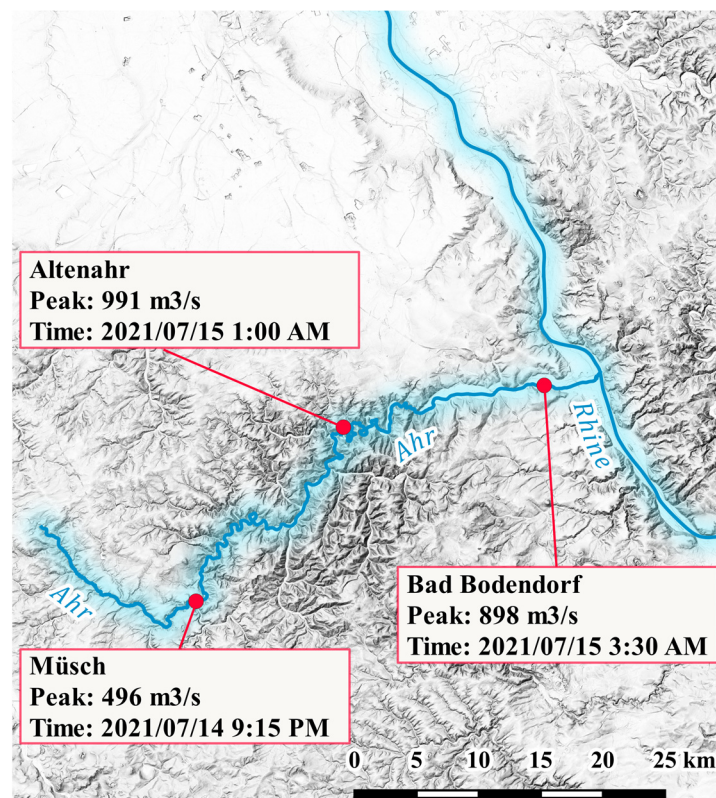 Altenahr
Peak: 991 m3/s
Time: 2021/07/15 1:00 AM
Ahr
Rhine
Bad Bodendorf
Peak: 898 m3/s
Time: 2021/07/15 3:30 AM
Ahr
Müsch
Peak: 496 m3/s
Time: 2021/07/14 9:15 PM
0 5 10 15 20 25 km